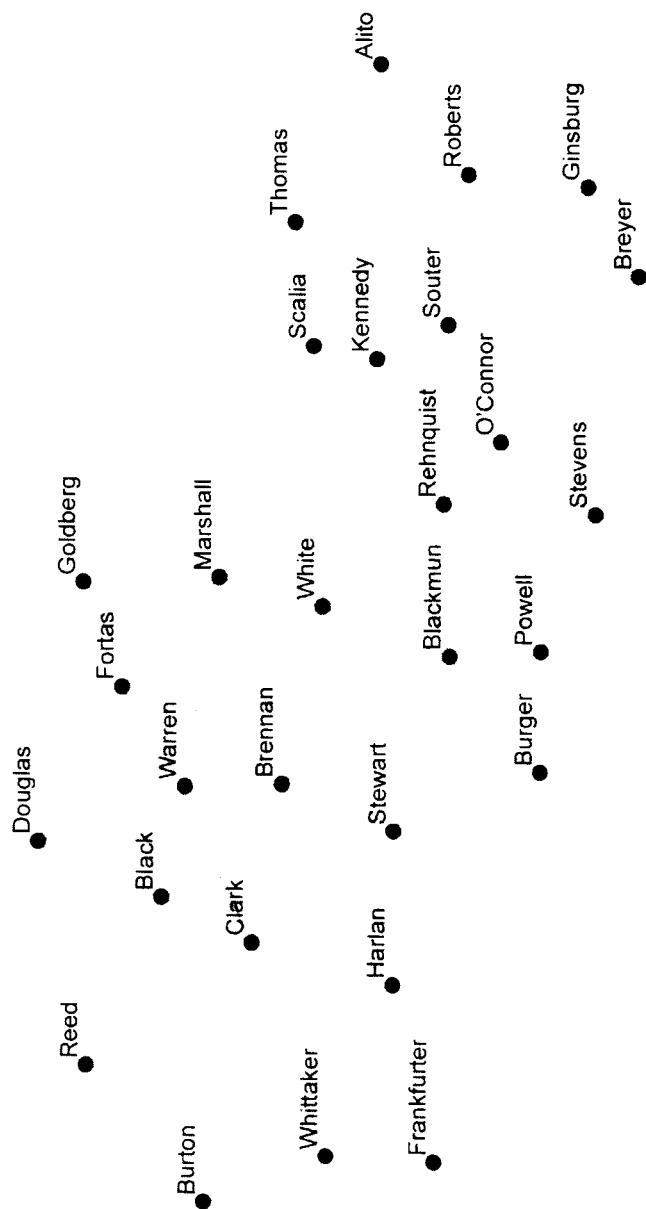 Douglas
Reed
Goldberg
Fortas
Black
Warren
Burton
Marshall
Clark
Brennan
Thomas
Scalia
Whittaker
White
Kennedy
Alito
Harlan
Stewart
Frankfurter
Rehnquist
Blackmun
Souter
Roberts
O'Connor
Burger
Powell
Stevens
Ginsburg
Breyer